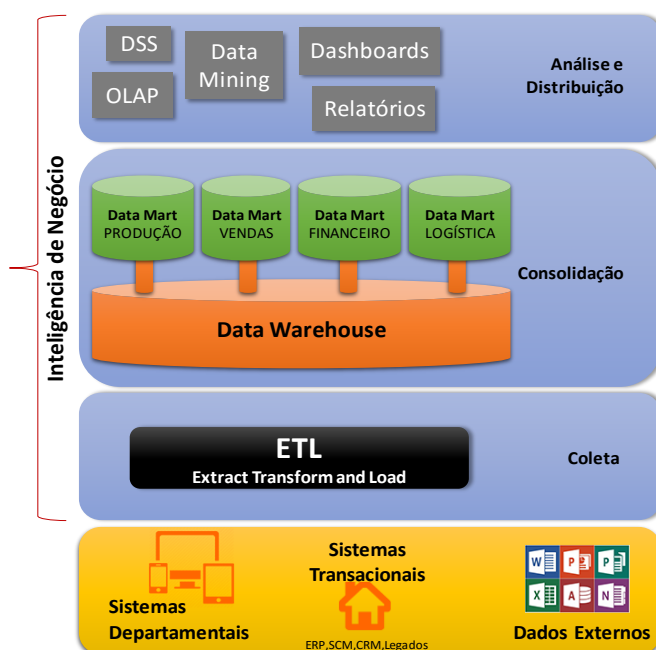 DSS
Data
Mining
Dashboards
OLAP
Relatórios
Análise e
Distribuição
Inteligência de Negócio
Data Mart
PRODUÇÃO
Data Mart
VENDAS
Data Mart
FINANCEIRO
Data Mart
LOGÍSTICA
Consolidação
Data Warehouse
ETL
Extract Transform and Load
Coleta
Sistemas
Departamentais
Sistemas
Transacionais
ERP,SCM,CRM,Legados
W
P
P
X
A
N
Dados Externos